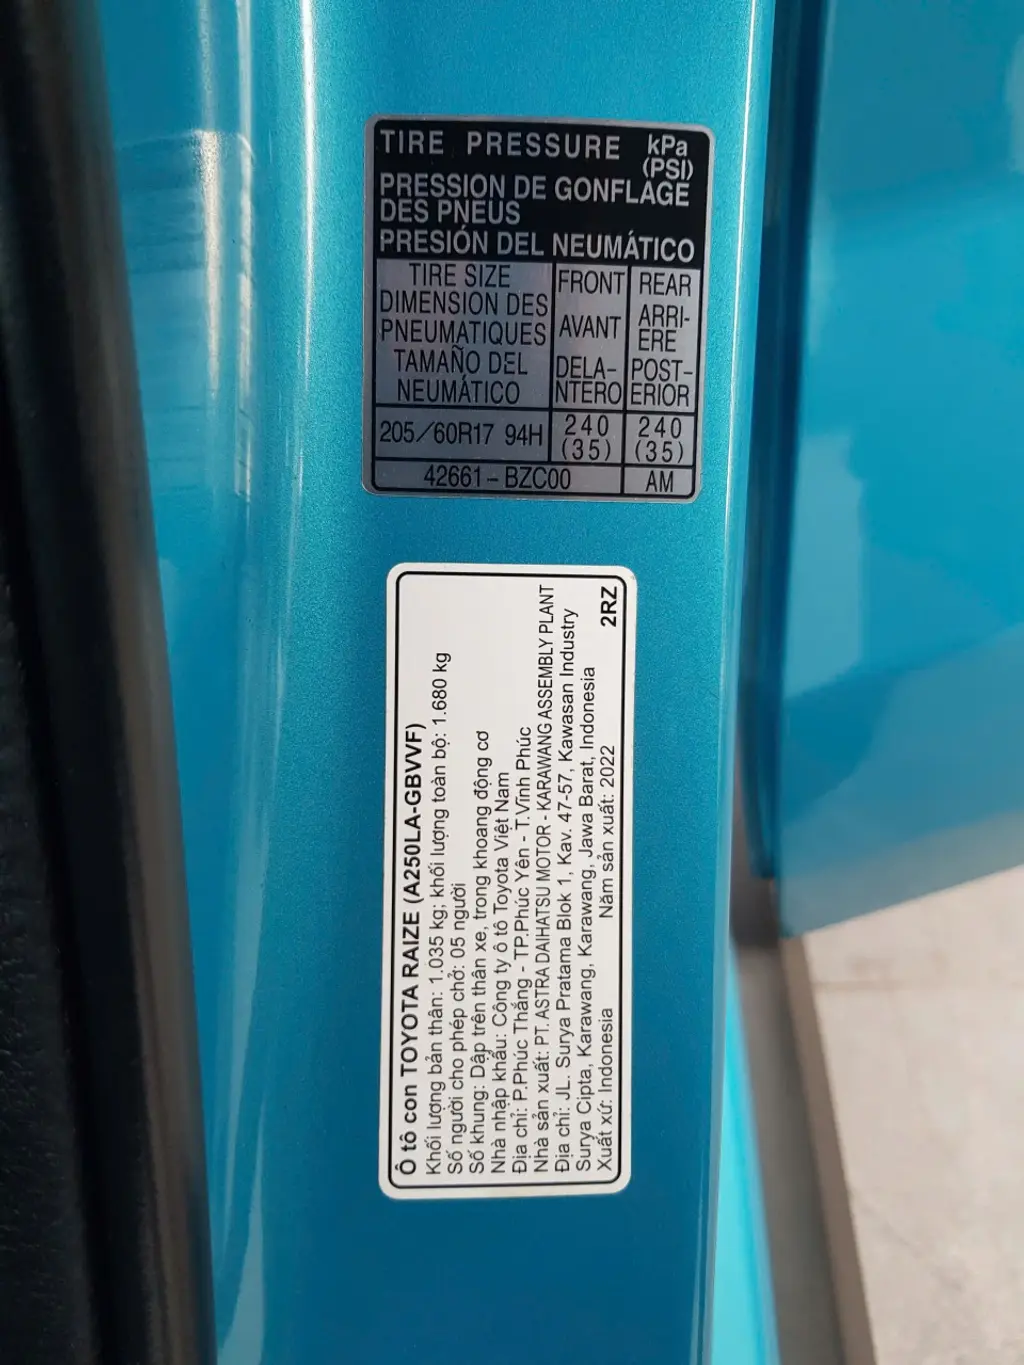 TIRE PRESSURE kPa (PSI)
PRESSION DE GONFLAGE
DES PNEUS
PRESIÓN DEL NEUMÁTICO
TIRE SIZE
DIMENSION DES
PNEUMATIQUES
TAMAÑO DEL
NEUMÁTICO
FRONT
AVANT
DELA-
NTERO
REAR
ARRI-
ERE
POST-
ERIOR
205/60R17 94H 240 (35) 240 (35)
42661-BZC00 AM
Ô tô con TOYOTA RAIZE (A250LA-GBVVF)
Khối lượng bản thân: 1.035 kg; khối lượng toàn bộ: 1.680 kg
Số người cho phép chở: 05 người
Số khung: Dập trên thân xe, trong khoang động cơ
Nhà nhập khẩu: Công ty ô tô Toyota Việt Nam
Địa chỉ: P.Phúc Thắng - TP.Phúc Yên - T.Vĩnh Phúc
Nhà sản xuất: PT. ASTRA DAIHATSU MOTOR - KARAWANG ASSEMBLY PLANT
Địa chỉ: JL. Surya Pratama Blok 1, Kav. 47-57, Kawasan Industry
Surya Cipta, Karawang, Karawang, Jawa Barat, Indonesia
Xuất xứ: Indonesia Năm sản xuất: 2022 2RZ